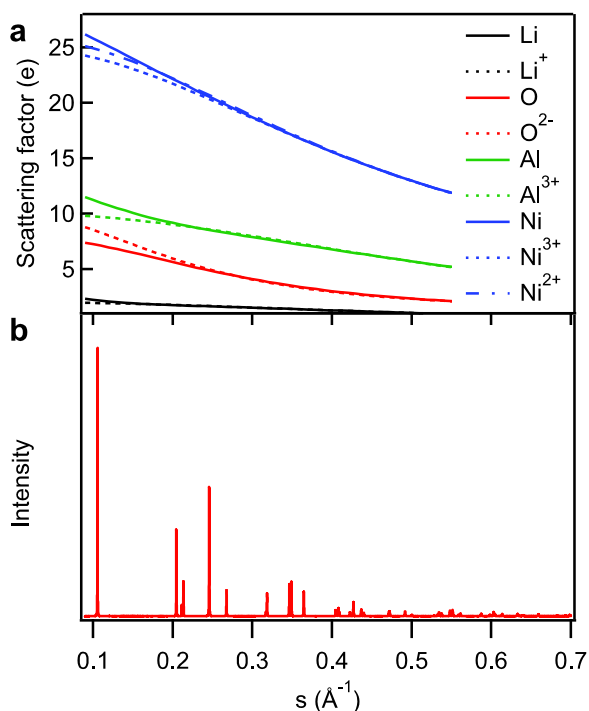 a
Scattering factor (e)
25
20
15
10
5
Li
Li⁺
O
O²⁻
Al
Al³⁺
Ni
Ni³⁺
Ni²⁺
b
Intensity
0.1 0.2 0.3 0.4 0.5 0.6 0.7
s (Å⁻¹)